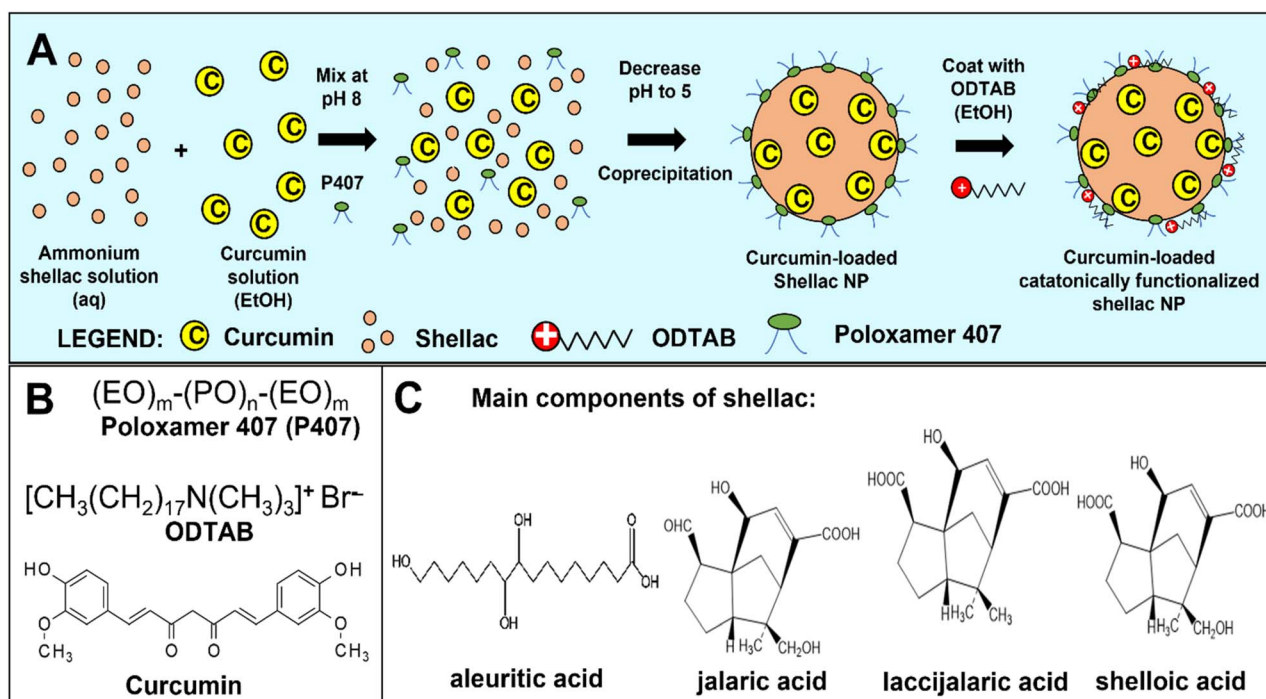 A
Ammonium
shellac solution
(aq)
+
C
C
C
C
C
C
C
Curcumin
solution
(EtOH)
Mix at
pH 8
P407
C
C
C
C
C
C
C
Decrease
pH to 5
Coprecipitation
C
C
C
C
C
C
C
Curcumin-loaded
Shellac NP
Coat with
ODTAB
(EtOH)
+
C
C
C
C
C
C
C
+
+
+
+
+
+
Curcumin-loaded
catatonically functionalized
shellac NP
LEGEND: C Curcumin Shellac + ODTAB Poloxamer 407
B
(EO)m-(PO)n-(EO)m
Poloxamer 407 (P407)
[CH3(CH2)17N(CH3)3]+ Br-
ODTAB
HO
OH
O
CH3
O
O
O
CH3
Curcumin
C Main components of shellac:
HO
OH
OH
O
OH
aleuritic acid
HO
OHC
COOH
H
H3C
CH2OH
jalaric acid
HO
HOOC
COOH
H
H3C
CH3
laccijalaric acid
HO
HOOC
COOH
H
H3C
CH2OH
shelloic acid